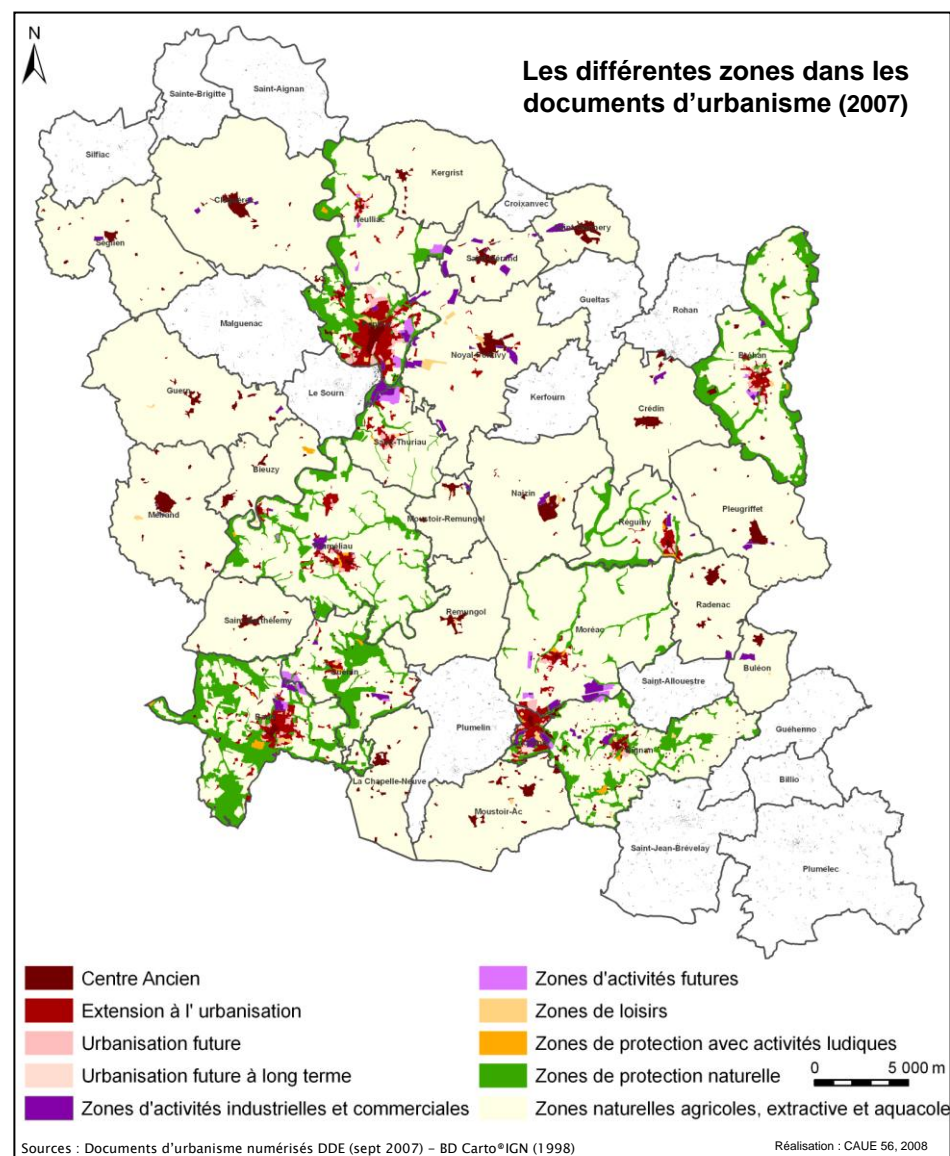 N
Les différentes zones dans les
documents d'urbanisme (2007)
Saint-Aignan
Sainte-Brigitte
Silfiac
Kergrist
Croixanvec
Neulliac
Séglien
Gueltas
Rohan
Malguenac
Noyal-Pontivy
Bréhan
Le Sourn
Kerfourn
Guern
Crédin
Saint-Thuriau
Bieuzy
Melrand
Naizin
Pleugriffet
Moustoir-Remungol
Réguiny
Radenac
Remungol
Moréac
Saint-Allouestre
Buléon
Plumelin
Guéhenno
La Chapelle-Neuve
Billio
Moustoir-Ac
Saint-Jean-Brévelay
Plumelec
Centre Ancien
Extension à l' urbanisation
Urbanisation future
Urbanisation future à long terme
Zones d'activités industrielles et commerciales
Zones d'activités futures
Zones de loisirs
Zones de protection avec activités ludiques
Zones de protection naturelle
Zones naturelles agricoles, extractive et aquacole
0 5 000 m
Sources : Documents d'urbanisme numérisés DDE (sept 2007) – BD Carto®IGN (1998)
Réalisation : CAUE 56, 2008